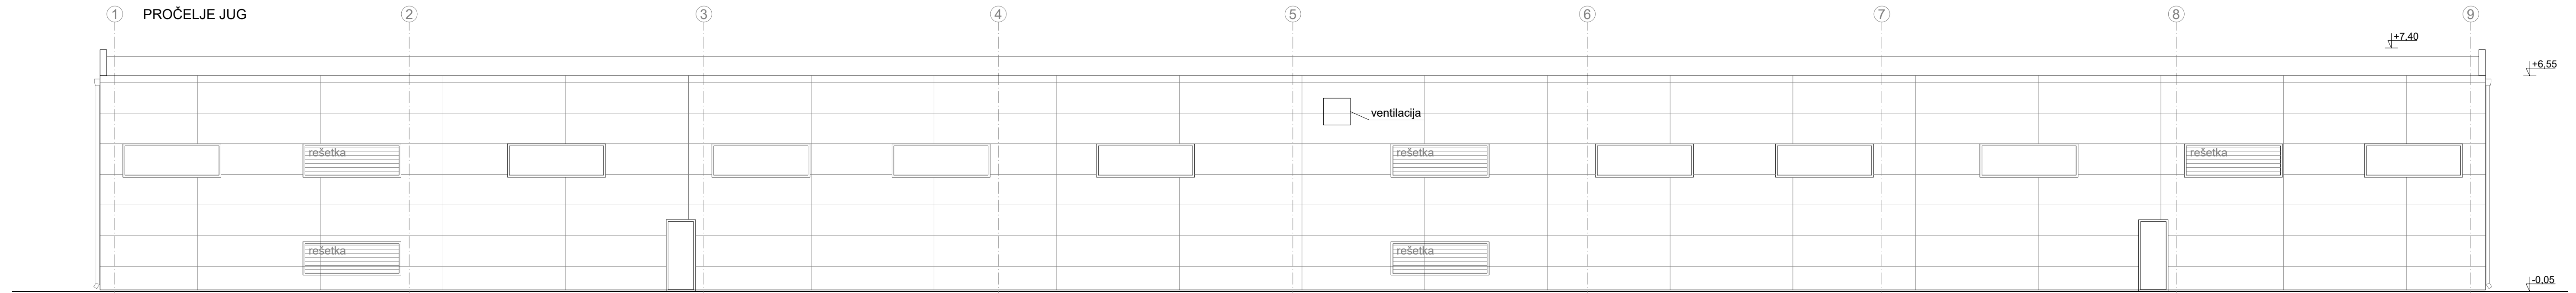 1 PROČELJE JUG 2 3 4 5 6 7 8 9
+7,40
+6,55
ventilacija
rešetka rešetka rešetka
rešetka rešetka
-0,05